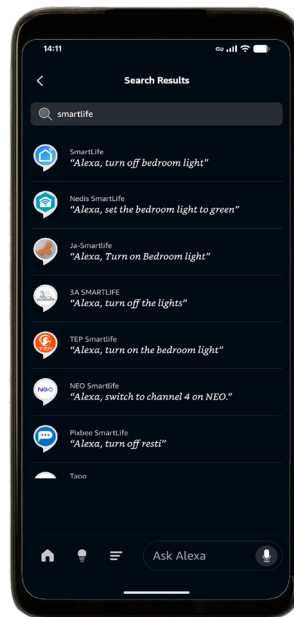 14:11
Search Results
smartlife
SmartLife
“Alexa, turn off bedroom light”
Nedis SmartLife
“Alexa, set the bedroom light to green”
Ja-Smartlife
“Alexa, Turn on Bedroom light”
3A SMARTLIFE
“Alexa, turn off the lights”
TEP Smartlife
“Alexa, turn on the bedroom light”
NEO Smartlife
“Alexa, switch to channel 4 on NEO.”
Pixbee SmartLife
“Alexa, turn off resti”
Ask Alexa